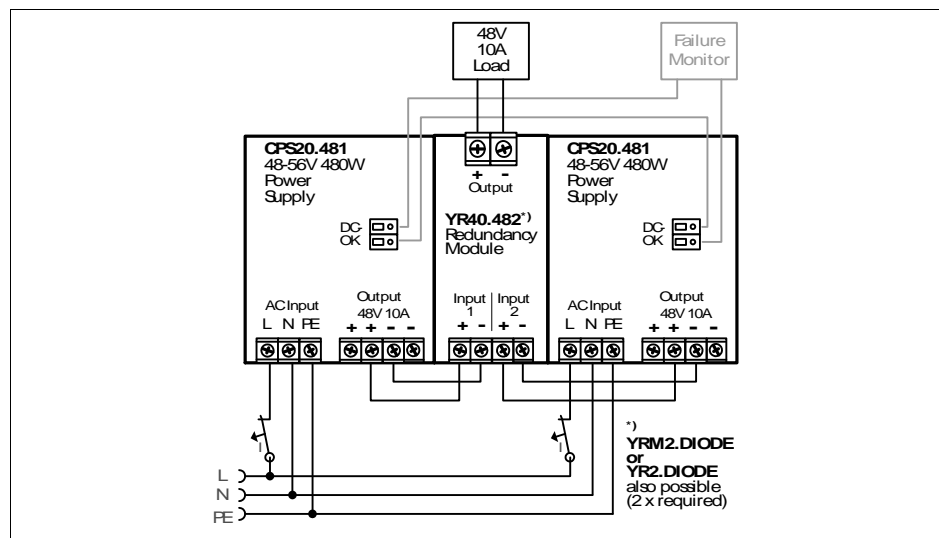 48V
10A
Load
Failure
Monitor
CPS20.481
48-56V 480W
Power
Supply
DC-
OK
AC Input
L N PE
Output
48V 10A
+ + - -
+ -
Output
YR40.482*)
Redundancy
Module
Input
1
Input
2
+ - + -
CPS20.481
48-56V 480W
Power
Supply
DC-
OK
AC Input
L N PE
Output
48V 10A
+ + - -
I
I
L
N
PE
*)
YRM2.DIODE
or
YR2.DIODE
also possible
(2 x required)